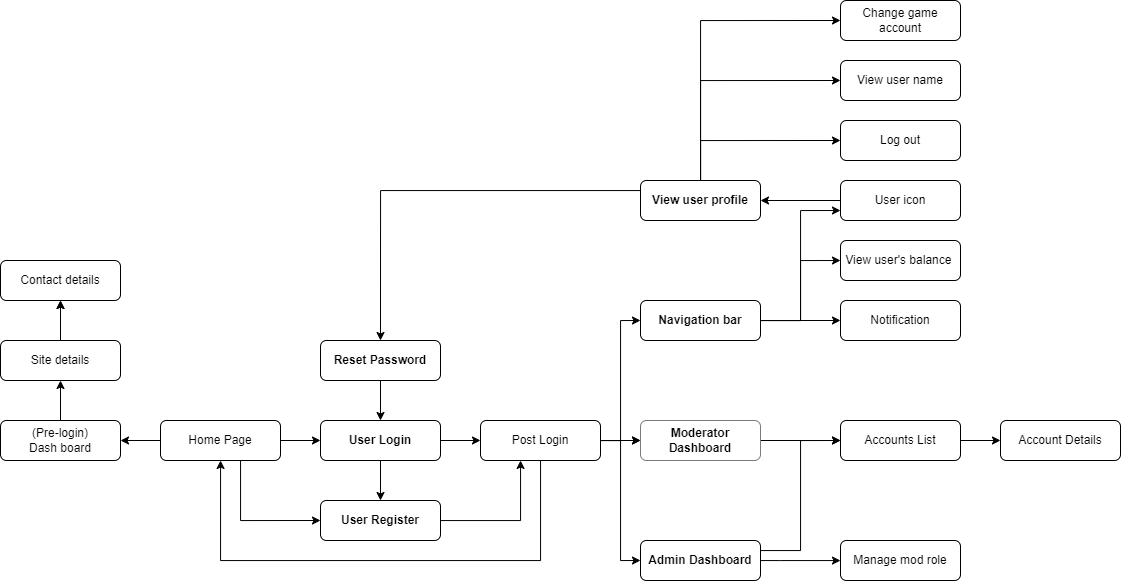 Change game
account
View user name
Log out
View user profile
User icon
View user's balance
Contact details
Navigation bar
Notification
Site details
Reset Password
(Pre-login)
Dash board
Home Page
User Login
Post Login
Moderator
Dashboard
Accounts List
Account Details
User Register
Admin Dashboard
Manage mod role